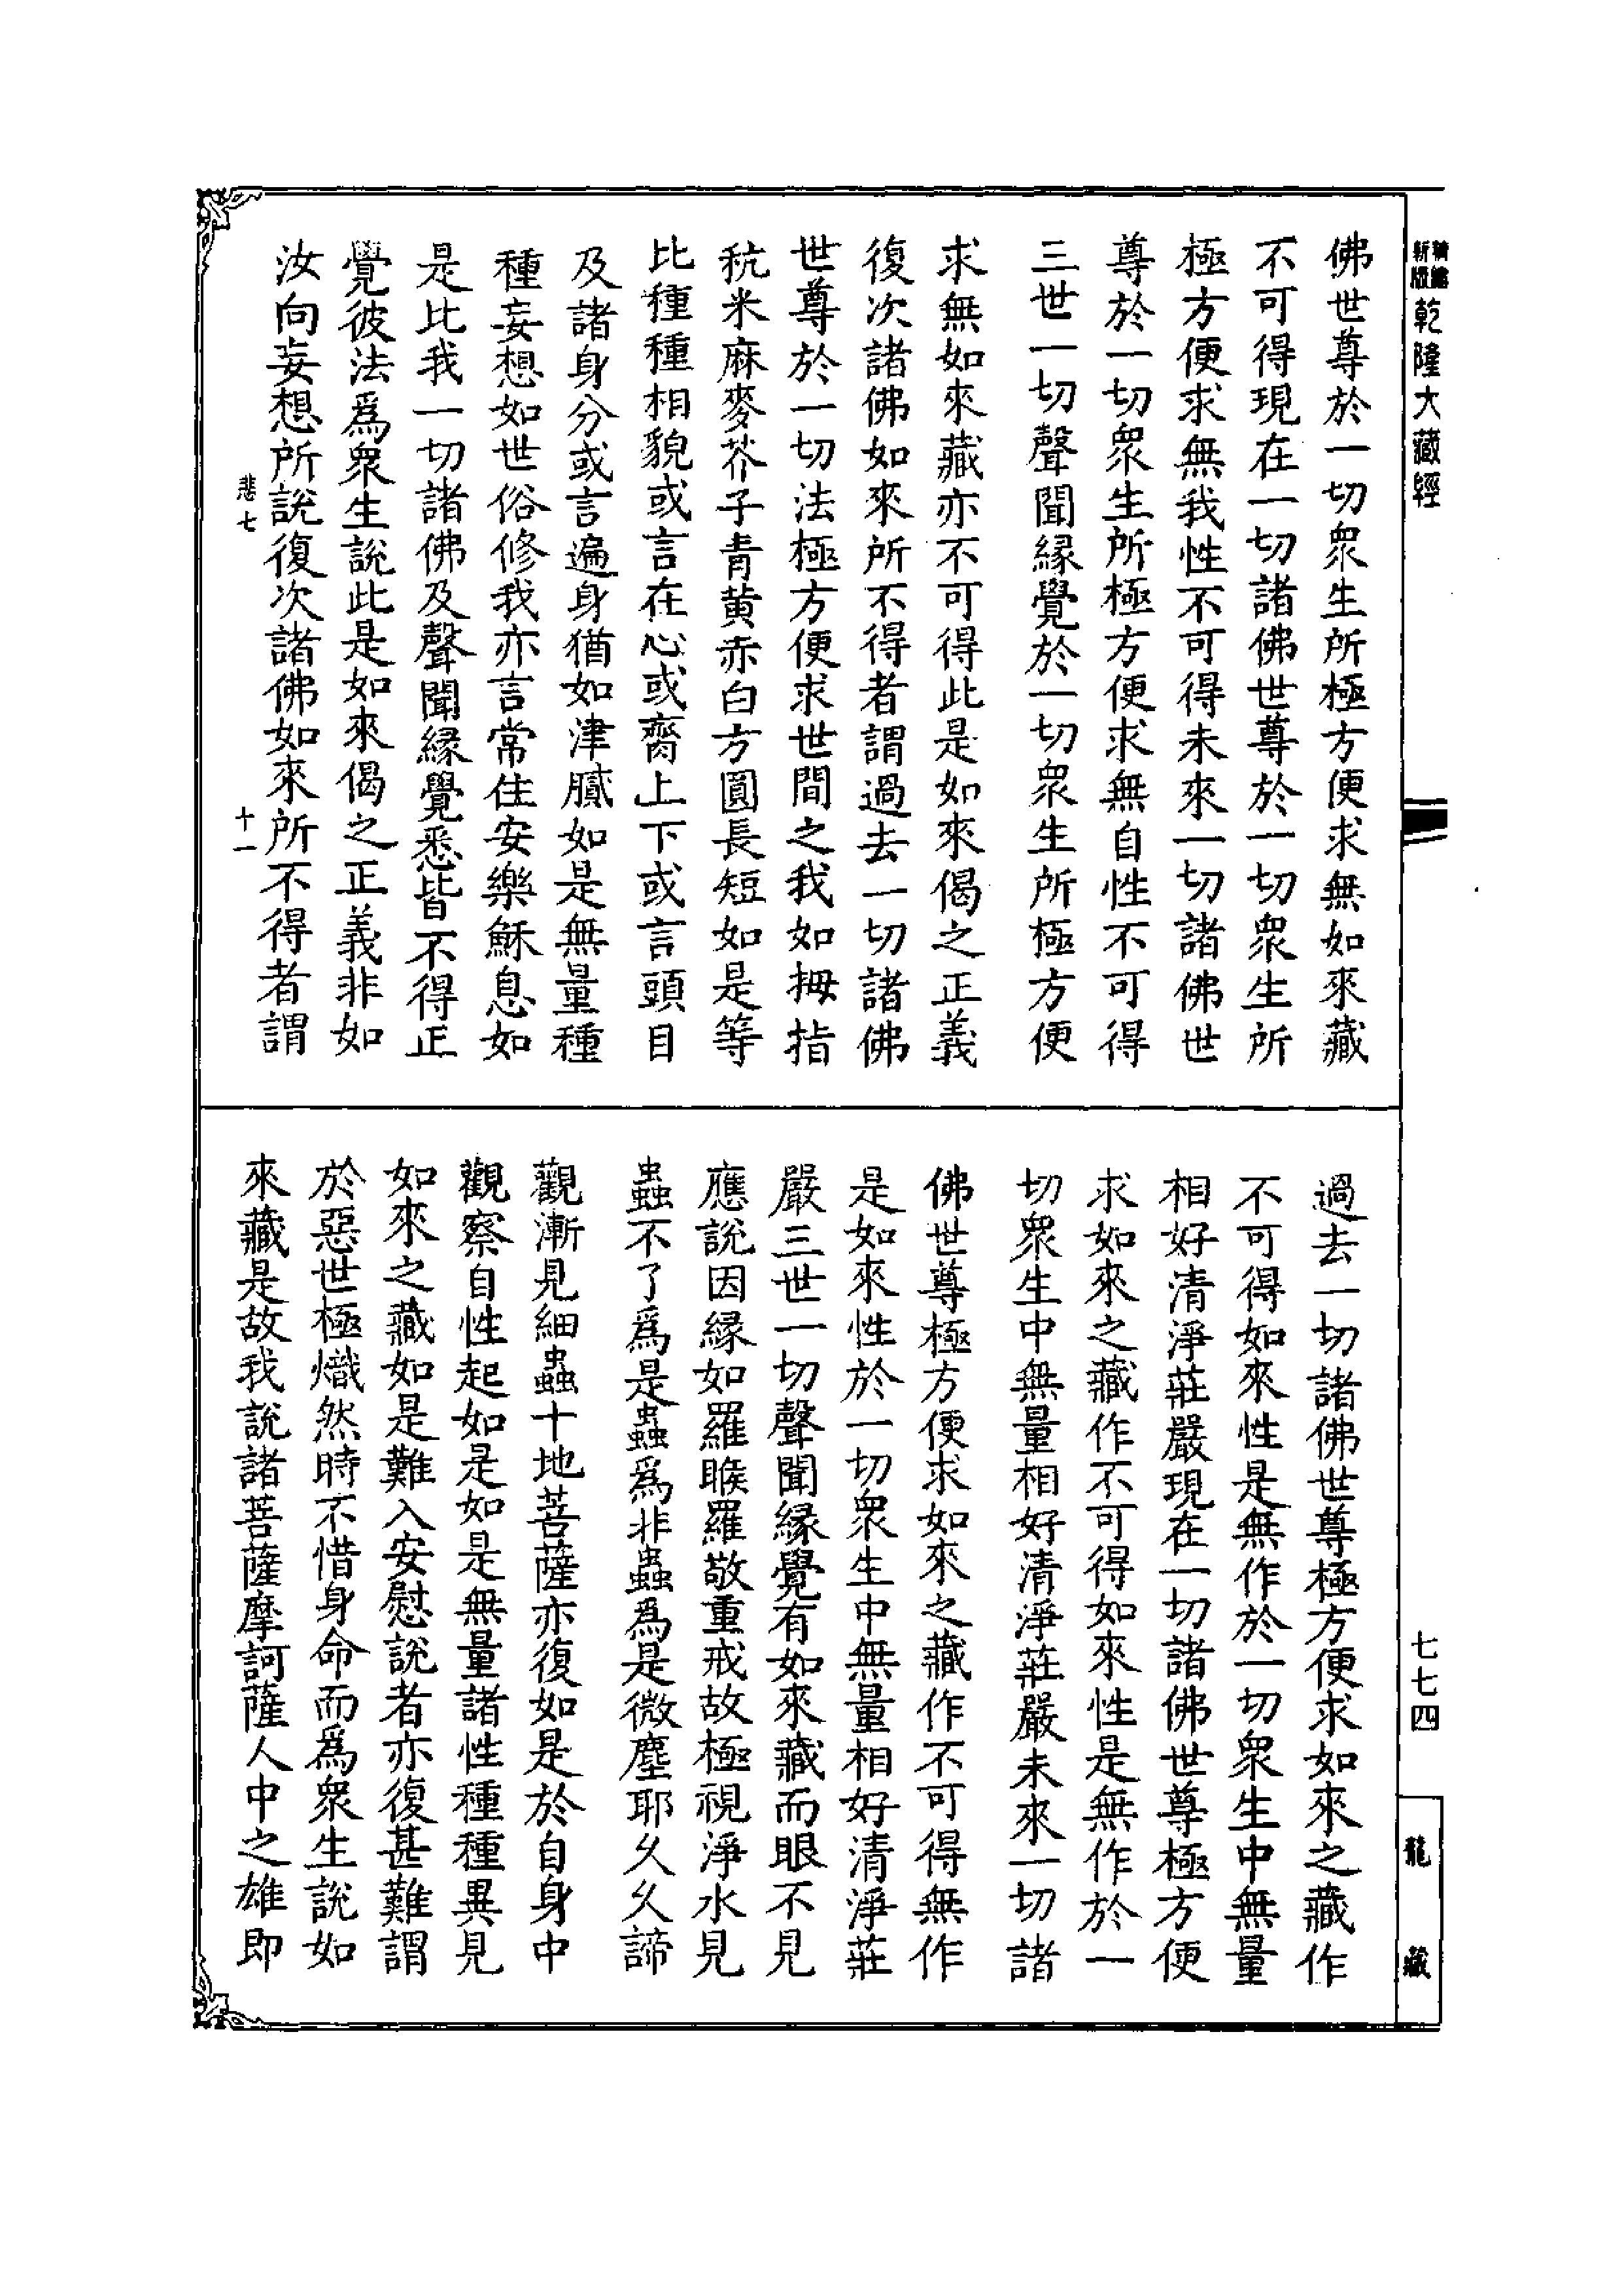 新編
縮版
乾隆大藏經
佛世尊於一切衆生所極方便求無如來藏
不可得現在一切諸佛世尊於一切衆生所
極方便求無我性不可得未來一切諸佛世
尊於一切衆生所極方便求無自性不可得
三世一切聲聞緣覺於一切衆生所極方便
求無如來藏亦不可得此是如來偈之正義
復次諸佛如來所不得者謂過去一切諸佛
世尊於一切法極方便求世間之我如拇指
秔米麻麥芥子青黃赤白方圓長短如是等
比種種相貌或言在心或臍上下或言頭目
及諸身分或言遍身猶如津膩如是無量種
種妄想如世俗修我亦言常住安樂穌息如
是比我一切諸佛及聲聞緣覺悉皆不得正
覺彼法爲衆生說此是如來偈之正義非如
汝向妄想所說復次諸佛如來所不得者謂
悲七
十一
過去一切諸佛世尊極方便求如來之藏作
不可得如來性是無作於一切衆生中無量
相好清淨莊嚴現在一切諸佛世尊極方便
求如來之藏作不可得如來性是無作於一
切衆生中無量相好清淨莊嚴未來一切諸
佛世尊極方便求如來之藏作不可得無作
是如來性於一切衆生中無量相好清淨莊
嚴三世一切聲聞緣覺有如來藏而眼不見
應說因緣如羅睺羅敬重戒故極視淨水見
蟲不了爲是蟲爲非蟲爲是微塵耶久久諦
觀漸見細蟲十地菩薩亦復如是於自身中
觀察自性起如是如是無量諸性種種異見
如來之藏如是難入安慰說者亦復甚難謂
於惡世極熾然時不惜身命而爲衆生說如
來藏是故我說諸菩薩摩訶薩人中之雄即
七七四
龍藏